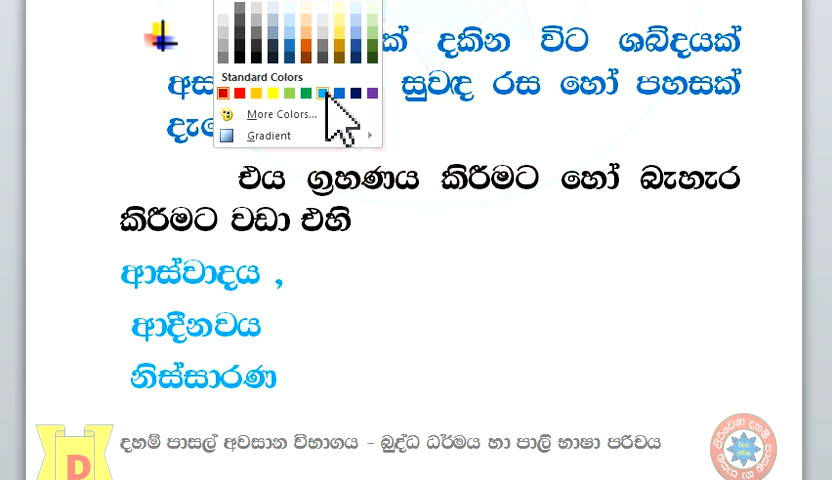 ක් දකින විට ශබ්දයක්
Standard Colors
සුවඳ රස හෝ පහසක්
More Colors...
Gradient
එය ග්‍රහණය කිරීමට හෝ බැහැර
කිරීමට වඩා එහි
ආස්වාදය ,
ආදීනවය
නිස්සාරණ
දහම් පාසල් අවසාන විභාගය - බුද්ධ ධර්මය හා පාලි භාෂා පරිචය
D